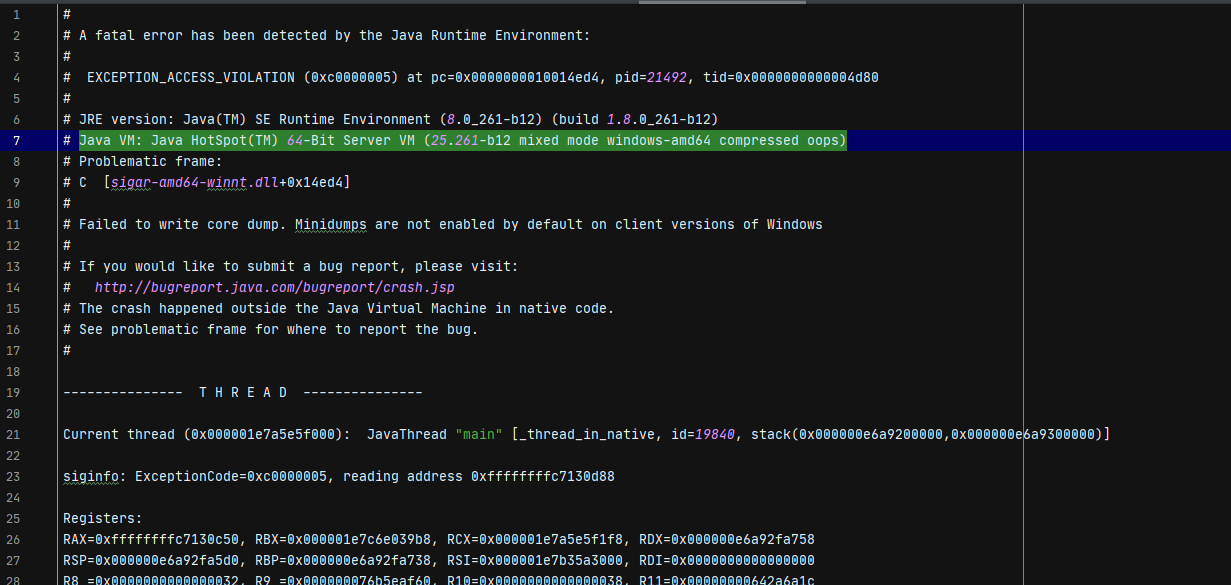 1 #
2 # A fatal error has been detected by the Java Runtime Environment:
3 #
4 #  EXCEPTION_ACCESS_VIOLATION (0xc0000005) at pc=0x0000000010014ed4, pid=21492, tid=0x0000000000004d80
5 #
6 # JRE version: Java(TM) SE Runtime Environment (8.0_261-b12) (build 1.8.0_261-b12)
7 # Java VM: Java HotSpot(TM) 64-Bit Server VM (25.261-b12 mixed mode windows-amd64 compressed oops)
8 # Problematic frame:
9 # C  [sigar-amd64-winnt.dll+0x14ed4]
10 #
11 # Failed to write core dump. Minidumps are not enabled by default on client versions of Windows
12 #
13 # If you would like to submit a bug report, please visit:
14 #   http://bugreport.java.com/bugreport/crash.jsp
15 # The crash happened outside the Java Virtual Machine in native code.
16 # See problematic frame for where to report the bug.
17 #
18
19 ---------------  T H R E A D  ---------------
20
21 Current thread (0x000001e7a5e5f000):  JavaThread "main" [_thread_in_native, id=19840, stack(0x000000e6a9200000,0x000000e6a9300000)]
22
23 siginfo: ExceptionCode=0xc0000005, reading address 0xffffffffc7130d88
24
25 Registers:
26 RAX=0xffffffffc7130c50, RBX=0x000001e7c6e039b8, RCX=0x000001e7a5e5f1f8, RDX=0x000000e6a92fa758
27 RSP=0x000000e6a92fa5d0, RBP=0x000000e6a92fa738, RSI=0x000001e7b35a3000, RDI=0x0000000000000000
28 R8 =0x0000000000000032, R9 =0x000000076b5eaf60, R10=0x0000000000000038, R11=0x00000000642a6a1c